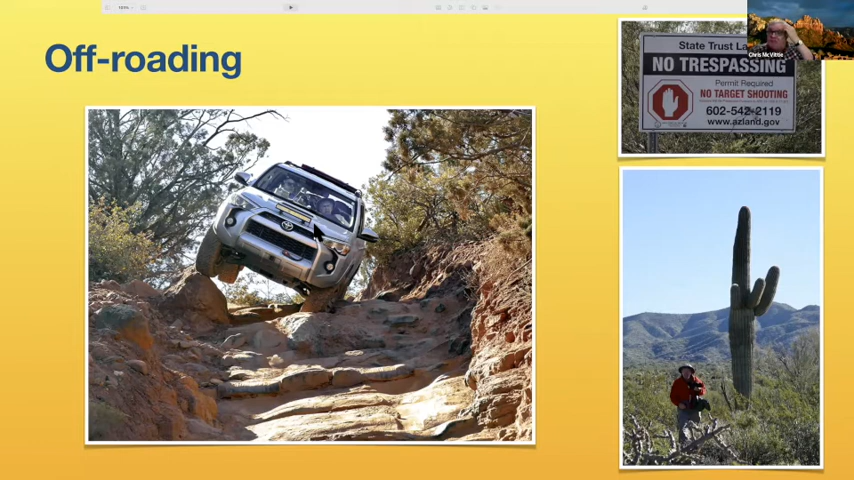 Off-roading
State Trust La
NO TRESPASSING
Permit Required
NO TARGET SHOOTING
602-542-2119
www.azland.gov
Chris McVittie